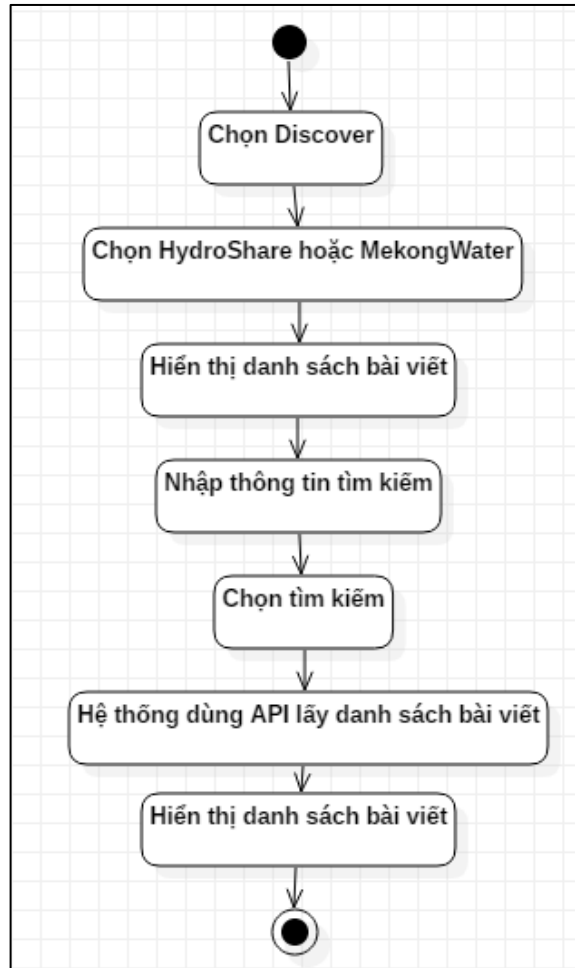 Chọn Discover
Chọn HydroShare hoặc MekongWater
Hiển thị danh sách bài viết
Nhập thông tin tìm kiếm
Chọn tìm kiếm
Hệ thống dùng API lấy danh sách bài viết
Hiển thị danh sách bài viết